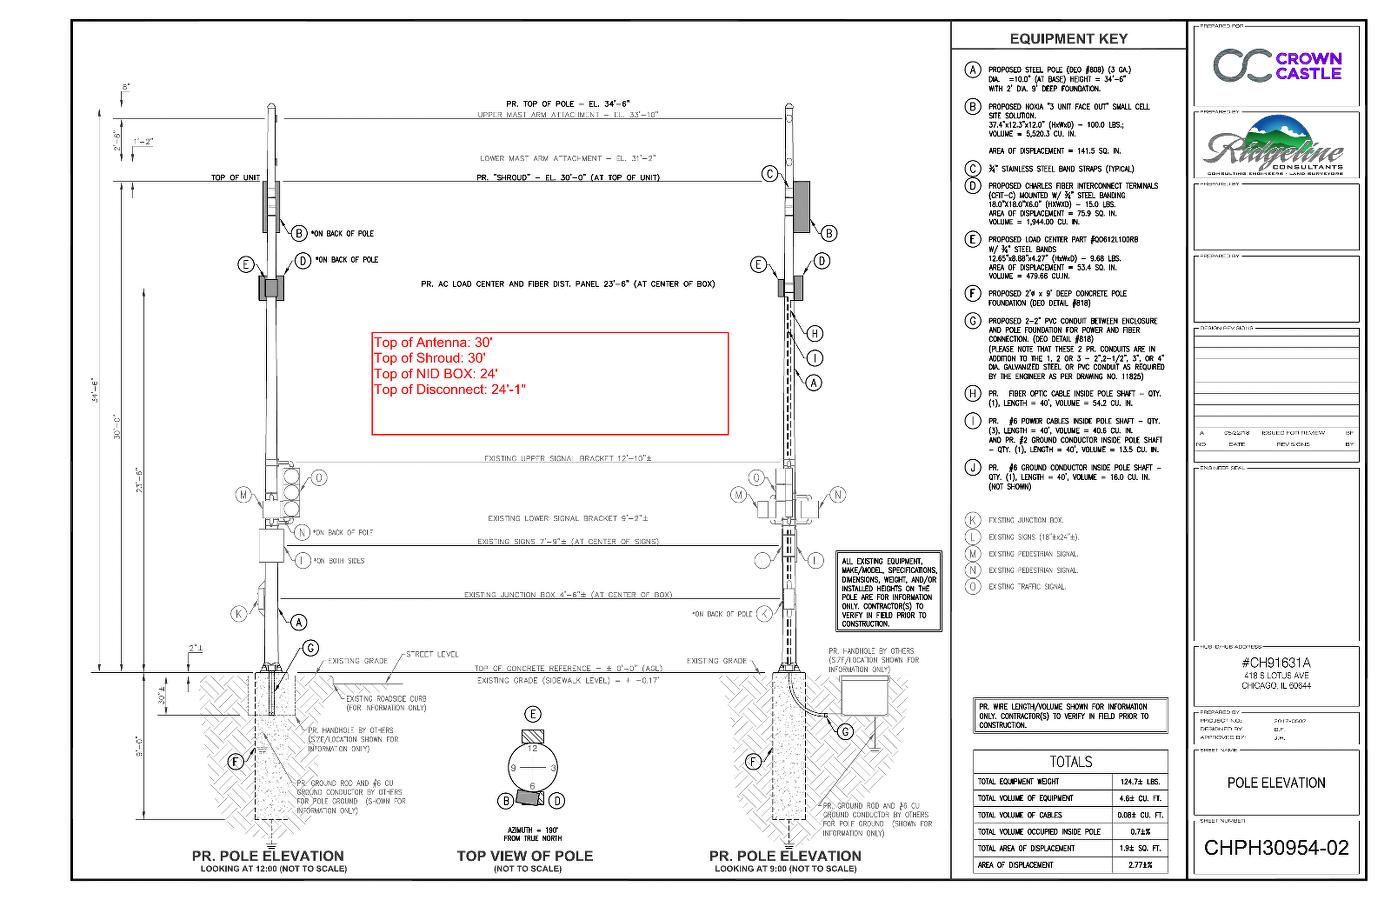 6"
2'-8"
1'-2"
34'-6"
30'-0"
23'-6"
2"±
30"±
9'-0"
PR. TOP OF POLE – EL. 34'-6"
UPPER MAST ARM ATTACHMENT – EL. 33'-10"
LOWER MAST ARM ATTACHMENT – EL. 31'-2"
TOP OF UNIT
PR. "SHROUD" – EL. 30'-0" (AT TOP OF UNIT)
C
B
*ON BACK OF POLE
B
E
D
*ON BACK OF POLE
E
D
PR. AC LOAD CENTER AND FIBER DIST. PANEL 23'-6" (AT CENTER OF BOX)
H
I
A
Top of Antenna: 30'
Top of Shroud: 30'
Top of NID BOX: 24'
Top of Disconnect: 24'-1"
EXISTING UPPER SIGNAL BRACKET 12'-10"±
O
M
N
*ON BACK OF POLE
O
M
N
EXISTING LOWER SIGNAL BRACKET 9'-2"±
EXISTING SIGNS 7'-9"± (AT CENTER OF SIGNS)
*ON BOTH SIDES
EXISTING JUNCTION BOX 4'-6"± (AT CENTER OF BOX)
K
*ON BACK OF POLE
K
A
G
ALL EXISTING EQUIPMENT,
MAKE/MODEL, SPECIFICATIONS,
DIMENSIONS, WEIGHT, AND/OR
INSTALLED HEIGHTS ON THE
POLE ARE FOR INFORMATION
ONLY. CONTRACTOR(S) TO
VERIFY IN FIELD PRIOR TO
CONSTRUCTION.
EXISTING GRADE
STREET LEVEL
TOP OF CONCRETE REFERENCE – ± 0'-0" (AGL)
EXISTING GRADE (SIDEWALK LEVEL) – ± -0.17'
EXISTING GRADE
PR. HANDHOLE BY OTHERS
(SIZE/LOCATION SHOWN FOR
INFORMATION ONLY)
EXISTING ROADSIDE CURB
(FOR INFORMATION ONLY)
PR. HANDHOLE BY OTHERS
(SIZE/LOCATION SHOWN FOR
INFORMATION ONLY)
F
PR. GROUND ROD AND #6 CU
GROUND CONDUCTOR BY OTHERS
FOR POLE GROUND (SHOWN FOR
INFORMATION ONLY)
E
12
9
3
6
B
D
AZIMUTH = 190°
FROM TRUE NORTH
G
F
PR. GROUND ROD AND #6 CU
GROUND CONDUCTOR BY OTHERS
FOR POLE GROUND (SHOWN FOR
INFORMATION ONLY)
PR. POLE ELEVATION
LOOKING AT 12:00 (NOT TO SCALE)
TOP VIEW OF POLE
(NOT TO SCALE)
PR. POLE ELEVATION
LOOKING AT 9:00 (NOT TO SCALE)
EQUIPMENT KEY
A PROPOSED STEEL POLE (DEO #808) (3 GA.)
DIA. =10.0" (AT BASE) HEIGHT = 34'-6"
WITH 2' DIA. 9' DEEP FOUNDATION.
B PROPOSED NOKIA "3 UNIT FACE OUT" SMALL CELL
SITE SOLUTION.
37.4"x12.3"x12.0" (HxWxD) – 100.0 LBS.;
VOLUME = 5,520.3 CU. IN.
AREA OF DISPLACEMENT = 141.5 SQ. IN.
C ¾" STAINLESS STEEL BAND STRAPS (TYPICAL)
D PROPOSED CHARLES FIBER INTERCONNECT TERMINALS
(CFIT-C) MOUNTED W/ ¾" STEEL BANDING
18.0"X18.0"X6.0" (HXWXD) – 15.0 LBS.
AREA OF DISPLACEMENT = 75.9 SQ. IN.
VOLUME = 1,944.00 CU. IN.
E PROPOSED LOAD CENTER PART #QO612L100RB
W/ ¾" STEEL BANDS
12.65"x8.88"x4.27" (HxWxD) – 9.68 LBS.
AREA OF DISPLACEMENT = 53.4 SQ. IN.
VOLUME = 479.66 CU.IN.
F PROPOSED 2'ø x 9' DEEP CONCRETE POLE
FOUNDATION (DEO DETAIL #818)
G PROPOSED 2–2" PVC CONDUIT BETWEEN ENCLOSURE
AND POLE FOUNDATION FOR POWER AND FIBER
CONNECTION. (DEO DETAIL #818)
(PLEASE NOTE THAT THESE 2 PR. CONDUITS ARE IN
ADDITION TO THE 1, 2 OR 3 – 2",2-1/2", 3", OR 4"
DIA. GALVANIZED STEEL OR PVC CONDUIT AS REQUIRED
BY THE ENGINEER AS PER DRAWING NO. 11825)
H PR. FIBER OPTIC CABLE INSIDE POLE SHAFT – QTY.
(1), LENGTH = 40', VOLUME = 54.2 CU. IN.
I PR. #6 POWER CABLES INSIDE POLE SHAFT – QTY.
(3), LENGTH = 40', VOLUME = 40.6 CU. IN.
AND PR. #2 GROUND CONDUCTOR INSIDE POLE SHAFT
– QTY. (1), LENGTH = 40', VOLUME = 13.5 CU. IN.
J PR. #6 GROUND CONDUCTOR INSIDE POLE SHAFT –
QTY. (1), LENGTH = 40', VOLUME = 16.0 CU. IN.
(NOT SHOWN)
K EXISTING JUNCTION BOX.
L EXISTING SIGNS (18"±x24"±).
M EXISTING PEDESTRIAN SIGNAL.
N EXISTING PEDESTRIAN SIGNAL.
O EXISTING TRAFFIC SIGNAL.
PR. WIRE LENGTH/VOLUME SHOWN FOR INFORMATION
ONLY. CONTRACTOR(S) TO VERIFY IN FIELD PRIOR TO
CONSTRUCTION.
TOTALS
TOTAL EQUIPMENT WEIGHT 124.7± LBS.
TOTAL VOLUME OF EQUIPMENT 4.6± CU. FT.
TOTAL VOLUME OF CABLES 0.08± CU. FT.
TOTAL VOLUME OCCUPIED INSIDE POLE 0.7±%
TOTAL AREA OF DISPLACEMENT 1.9± SQ. FT.
AREA OF DISPLACEMENT 2.77±%
PREPARED FOR
CROWN
CASTLE
PREPARED BY
Ridgeline
CONSULTANTS
CONSULTING ENGINEERS • LAND SURVEYORS
PREPARED BY
PREPARED BY
DESIGN REVISIONS
A 05/22/18 ISSUED FOR REVIEW BF
NO DATE REVISIONS BY
ENGINEER SEAL
HUB ID/HUB ADDRESS
#CH91631A
418 S LOTUS AVE
CHICAGO, IL 60644
PREPARED BY
PROJECT NO:
DESIGNED BY: B.F.
APPROVED BY: J.H.
SHEET NAME
POLE ELEVATION
SHEET NUMBER
CHPH30954-02